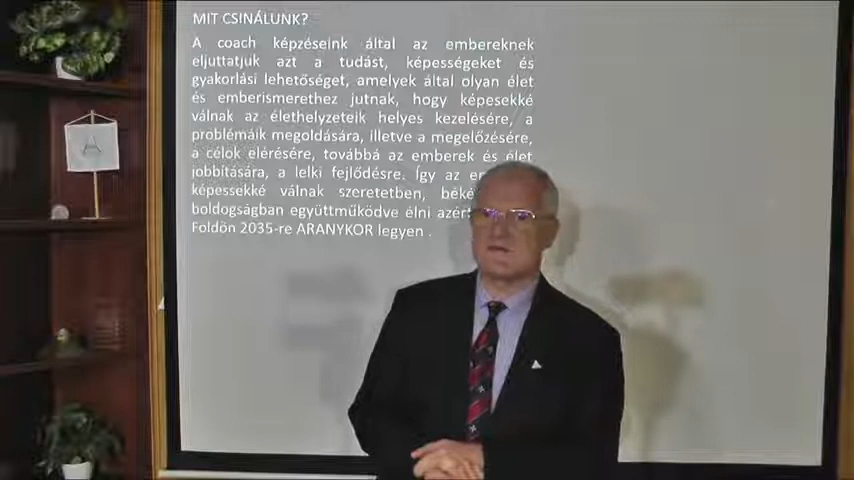 MIT CSINÁLUNK?
A coach képzéseink által az embereknek
eljuttatjuk azt a tudást, képességeket és
gyakorlási lehetőséget, amelyek által olyan élet
és emberismerethez jutnak, hogy képesekké
válnak az élethelyzeteik helyes kezelésére, a
problémáik megoldására, illetve a megelőzésére,
a célok elérésére, továbbá az emberek és élet
jobbítására, a lelki fejlődésre. Így az
képessekké válnak szeretetben,
boldogságban együttműködve élni
Földön 2035-re ARANYKOR legyen .
A